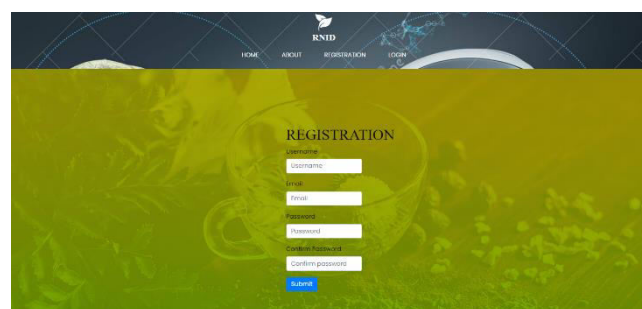 RNID
HOME ABOUT REGISTRATION LOGIN
REGISTRATION
Username
Username
Email
Email
Password
Password
Confirm Password
Confirm password
Submit